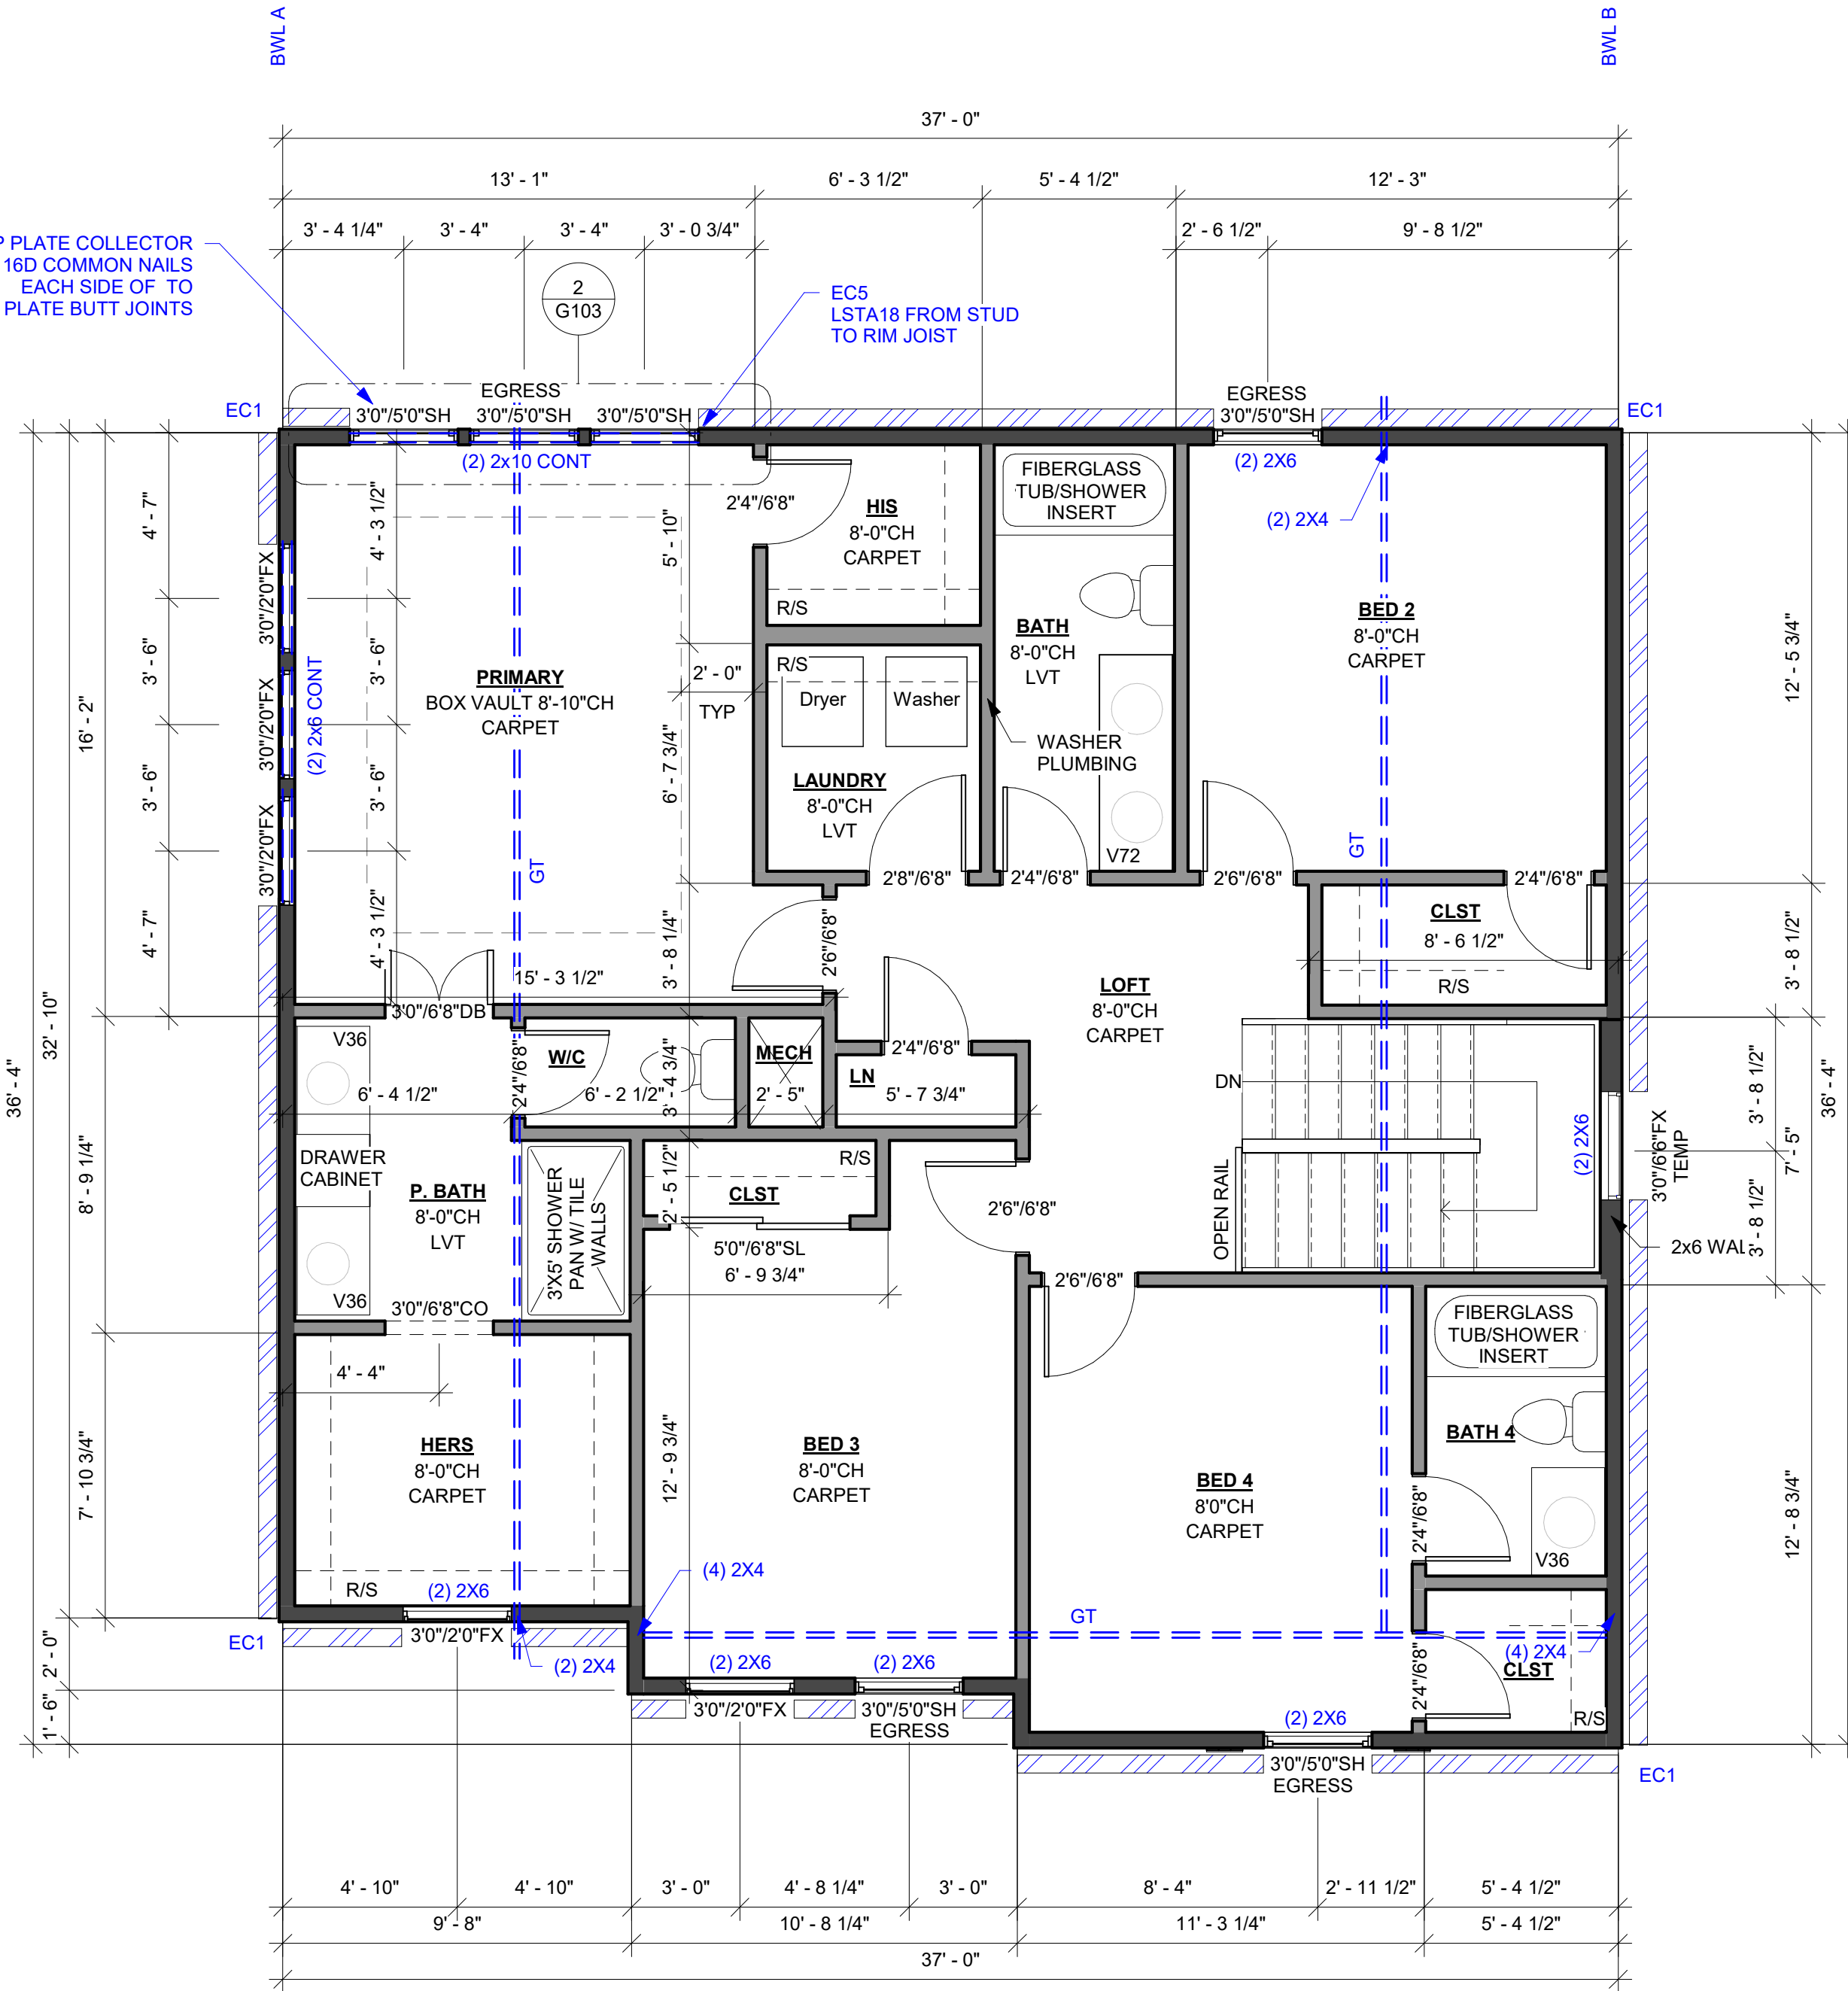 BWL A
BWL B
37' - 0"
13' - 1"
6' - 3 1/2"
5' - 4 1/2"
12' - 3"
3' - 4 1/4"
3' - 4"
3' - 4"
3' - 0 3/4"
2' - 6 1/2"
9' - 8 1/2"
PLATE COLLECTOR
16D COMMON NAILS
EACH SIDE OF TO
PLATE BUTT JOINTS
2
G103
EC5
LSTA18 FROM STUD
TO RIM JOIST
EC1
EGRESS
3'0"/5'0"SH
3'0"/5'0"SH
3'0"/5'0"SH
EGRESS
3'0"/5'0"SH
EC1
(2) 2x10 CONT
(2) 2X6
(2) 2X4
FIBERGLASS
TUB/SHOWER
INSERT
2'4"/6'8"
HIS
8'-0"CH
CARPET
R/S
4' - 7"
3' - 6"
3' - 6"
4' - 7"
4' - 3 1/2"
3' - 6"
3' - 6"
4' - 3 1/2"
3'0"/2'0"FX
3'0"/2'0"FX
3'0"/2'0"FX
(2) 2x6 CONT
16' - 2"
5' - 10"
6' - 7 3/4"
3' - 8 1/4"
PRIMARY
BOX VAULT 8'-10"CH
CARPET
2' - 0"
TYP
R/S
Dryer
Washer
LAUNDRY
8'-0"CH
LVT
BATH
8'-0"CH
LVT
WASHER
PLUMBING
V72
BED 2
8'-0"CH
CARPET
GT
GT
12' - 5 3/4"
2'8"/6'8"
2'4"/6'8"
2'6"/6'8"
2'4"/6'8"
2'6"/6'8"
CLST
8' - 6 1/2"
R/S
3' - 8 1/2"
LOFT
8'-0"CH
CARPET
15' - 3 1/2"
3'0"/6'8"DB
V36
2'4"/6'8"
W/C
3' - 4 3/4"
MECH
2'4"/6'8"
LN
6' - 4 1/2"
6' - 2 1/2"
2' - 5"
5' - 7 3/4"
DN
OPEN RAIL
(2) 2X6
3'0"/6'6"FX
TEMP
3' - 8 1/2"
3' - 8 1/2"
7' - 5"
2x6 WAL
36' - 4"
32' - 10"
8' - 9 1/4"
36' - 4"
DRAWER
CABINET
P. BATH
8'-0"CH
LVT
V36
3'X5' SHOWER
PAN W/ TILE
WALLS
2' - 5 1/2"
R/S
CLST
5'0"/6'8"SL
6' - 9 3/4"
2'6"/6'8"
2'6"/6'8"
3'0"/6'8"CO
4' - 4"
FIBERGLASS
TUB/SHOWER
INSERT
HERS
8'-0"CH
CARPET
R/S
(2) 2X6
7' - 10 3/4"
12' - 9 3/4"
BED 3
8'-0"CH
CARPET
(4) 2X4
BED 4
8'0"CH
CARPET
GT
BATH 4
2'4"/6'8"
V36
12' - 8 3/4"
EC1
3'0"/2'0"FX
(2) 2X4
(2) 2X6
(2) 2X6
(4) 2X4
CLST
2'4"/6'8"
R/S
2' - 0"
1' - 6"
3'0"/2'0"FX
3'0"/5'0"SH
EGRESS
(2) 2X6
3'0"/5'0"SH
EGRESS
EC1
4' - 10"
4' - 10"
3' - 0"
4' - 8 1/4"
3' - 0"
8' - 4"
2' - 11 1/2"
5' - 4 1/2"
9' - 8"
10' - 8 1/4"
11' - 3 1/4"
5' - 4 1/2"
37' - 0"